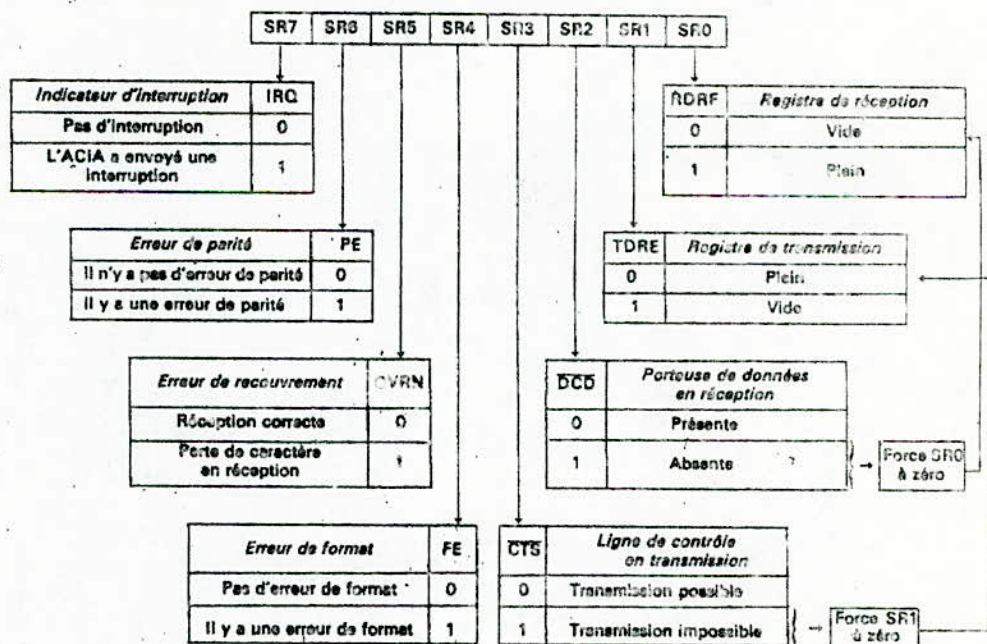 SR7 SR6 SR5 SR4 SR3 SR2 SR1 SR0
Indicateur d'interruption IRQ
Pas d'interruption 0
L'ACIA a envoyé une
interruption 1
RDRF Registre de réception
0 Vide
1 Plein
Erreur de parité PE
Il n'y a pas d'erreur de parité 0
Il y a une erreur de parité 1
TDRE Registre de transmission
0 Plein
1 Vide
Erreur de recouvrement OVRN
Réception correcte 0
Perte de caractère
en réception 1
DCD Porteuse de données
en réception
0 Présente
1 Absente
Force SR0
à zéro
Erreur de format FE
Pas d'erreur de format 0
Il y a une erreur de format 1
CTS Ligne de contrôle
en transmission
0 Transmission possible
1 Transmission impossible
Force SR1
à zéro